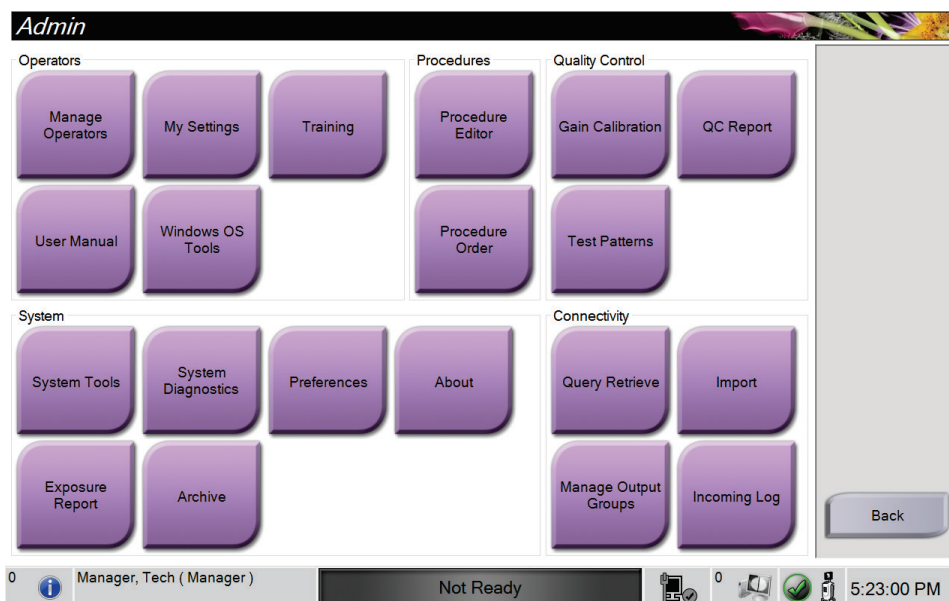 Admin
Operators
Manage
Operators
My Settings
Training
User Manual
Windows OS
Tools
Procedures
Procedure
Editor
Procedure
Order
Quality Control
Gain Calibration
QC Report
Test Patterns
System
System Tools
System
Diagnostics
Preferences
About
Exposure
Report
Archive
Connectivity
Query Retrieve
Import
Manage Output
Groups
Incoming Log
Back
0
Manager, Tech ( Manager )
Not Ready
0
5:23:00 PM